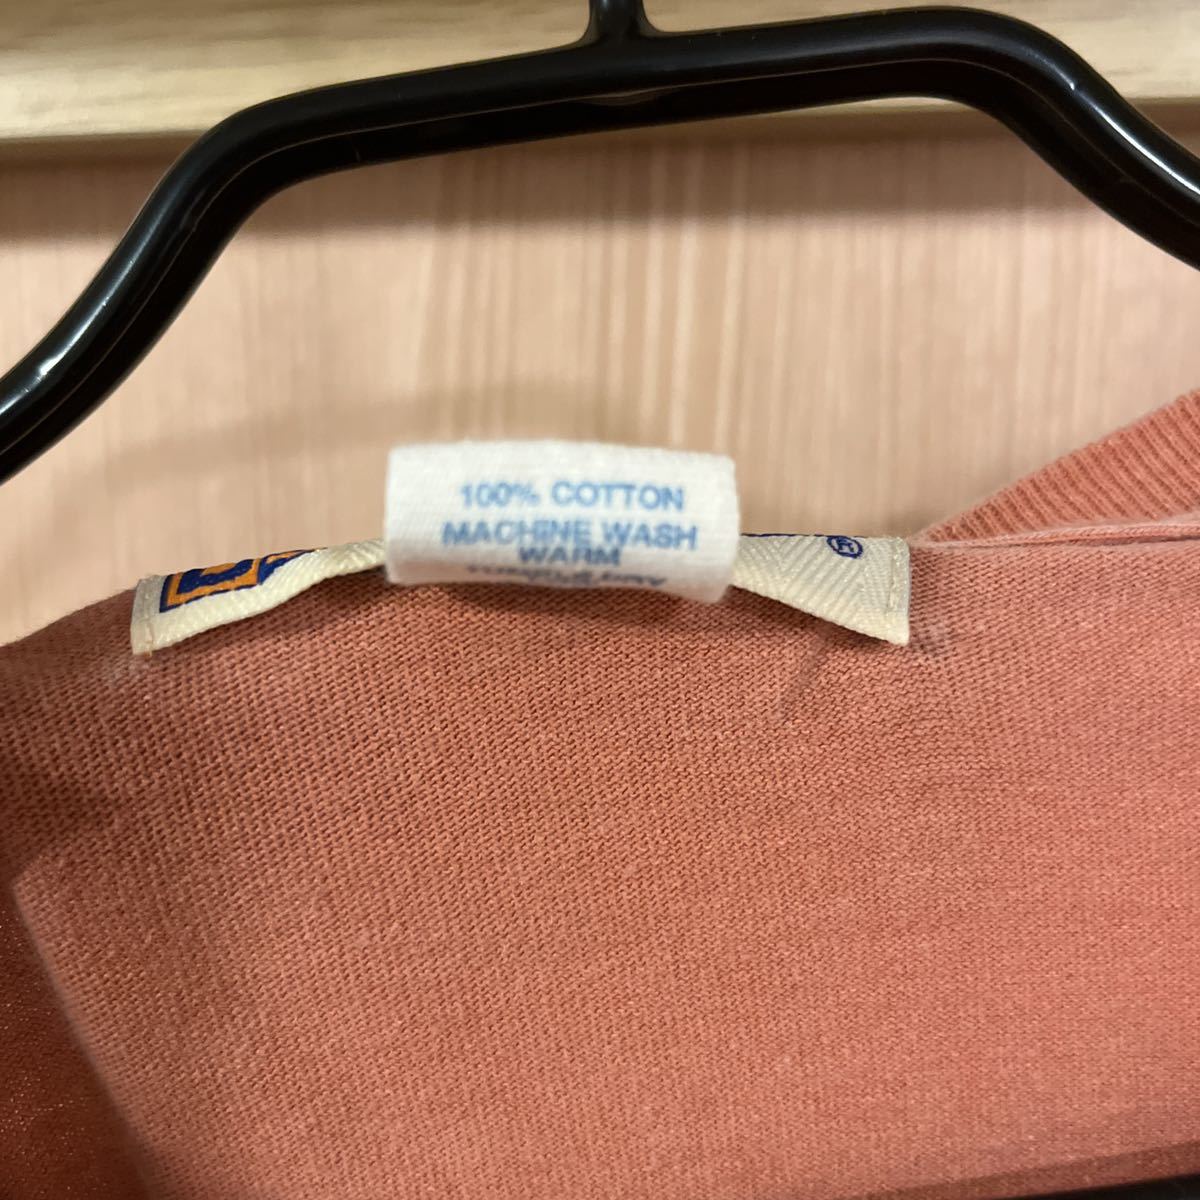 100% COTTON
MACHINE WASH
WARM
®